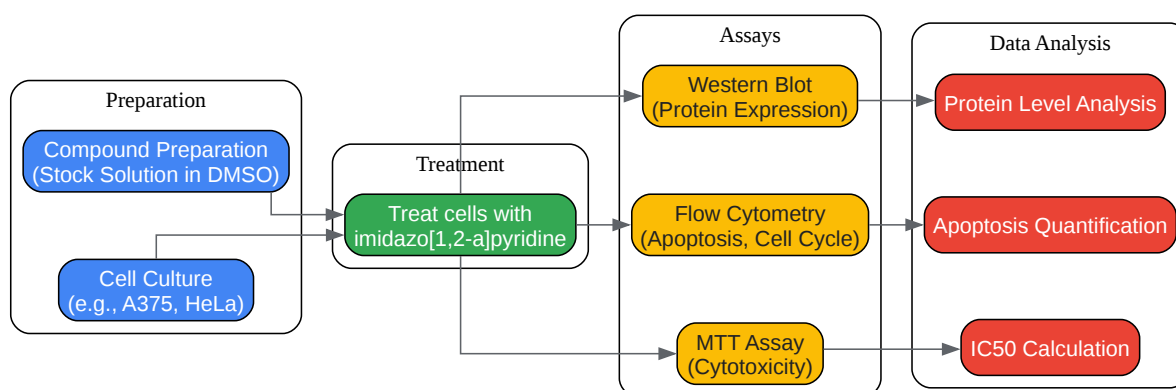 Preparation
Compound Preparation
(Stock Solution in DMSO)
Cell Culture
(e.g., A375, HeLa)
Treatment
Treat cells with
imidazo[1,2-a]pyridine
Assays
Western Blot
(Protein Expression)
Flow Cytometry
(Apoptosis, Cell Cycle)
MTT Assay
(Cytotoxicity)
Data Analysis
Protein Level Analysis
Apoptosis Quantification
IC50 Calculation